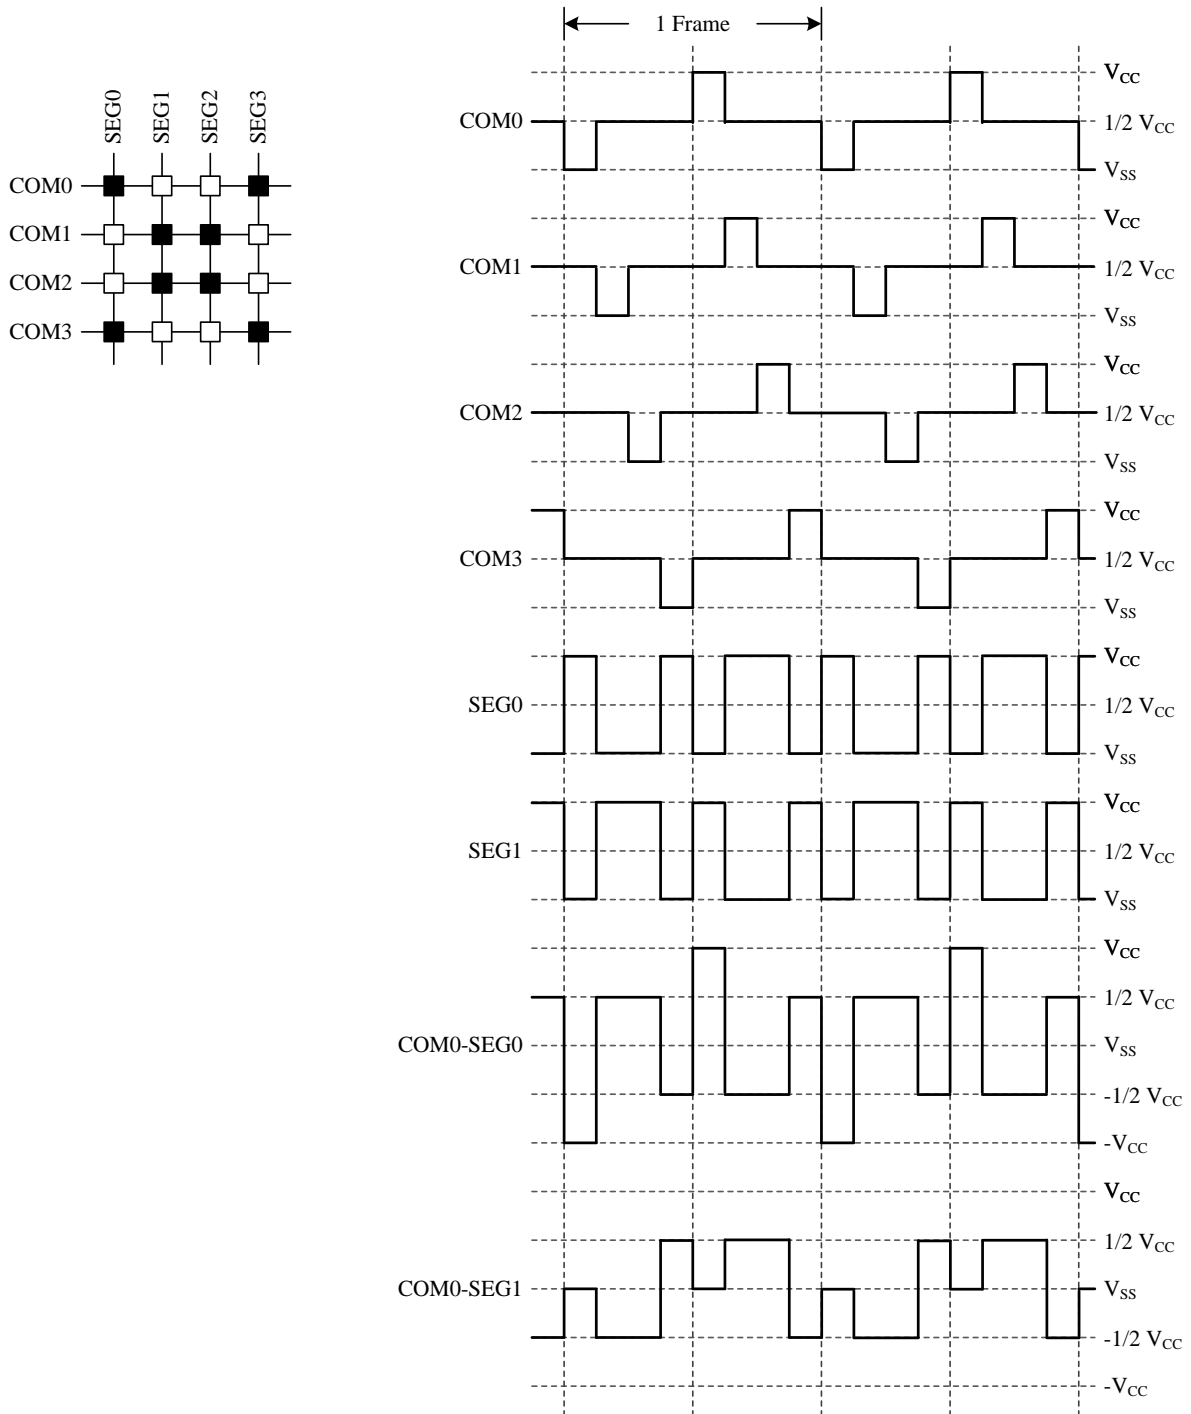 1 Frame
SEG0
SEG1
SEG2
SEG3
COM0
COM1
COM2
COM3
COM0
VCC
1/2 VCC
VSS
COM1
VCC
1/2 VCC
VSS
COM2
VCC
1/2 VCC
VSS
COM3
VCC
1/2 VCC
VSS
SEG0
VCC
1/2 VCC
VSS
SEG1
VCC
1/2 VCC
VSS
COM0-SEG0
VCC
1/2 VCC
VSS
-1/2 VCC
-VCC
COM0-SEG1
VCC
1/2 VCC
VSS
-1/2 VCC
-VCC